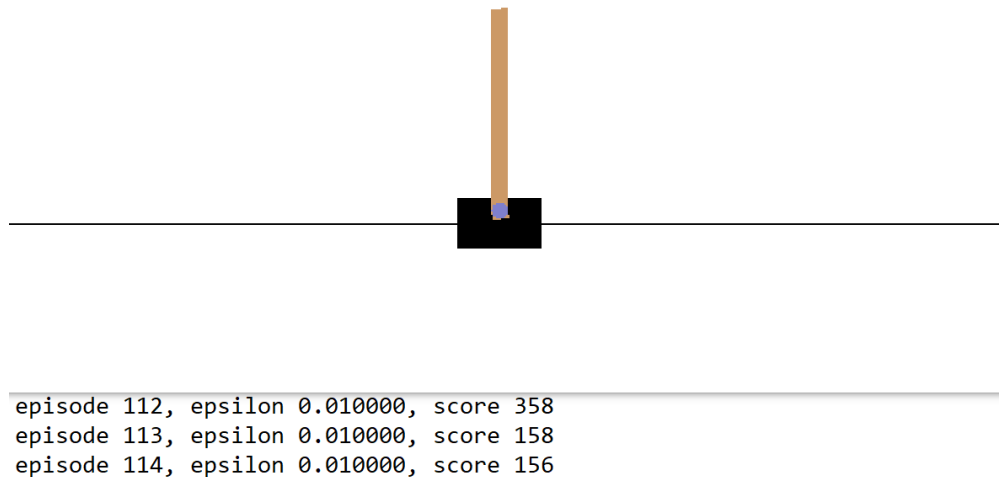 episode 112, epsilon 0.010000, score 358
episode 113, epsilon 0.010000, score 158
episode 114, epsilon 0.010000, score 156